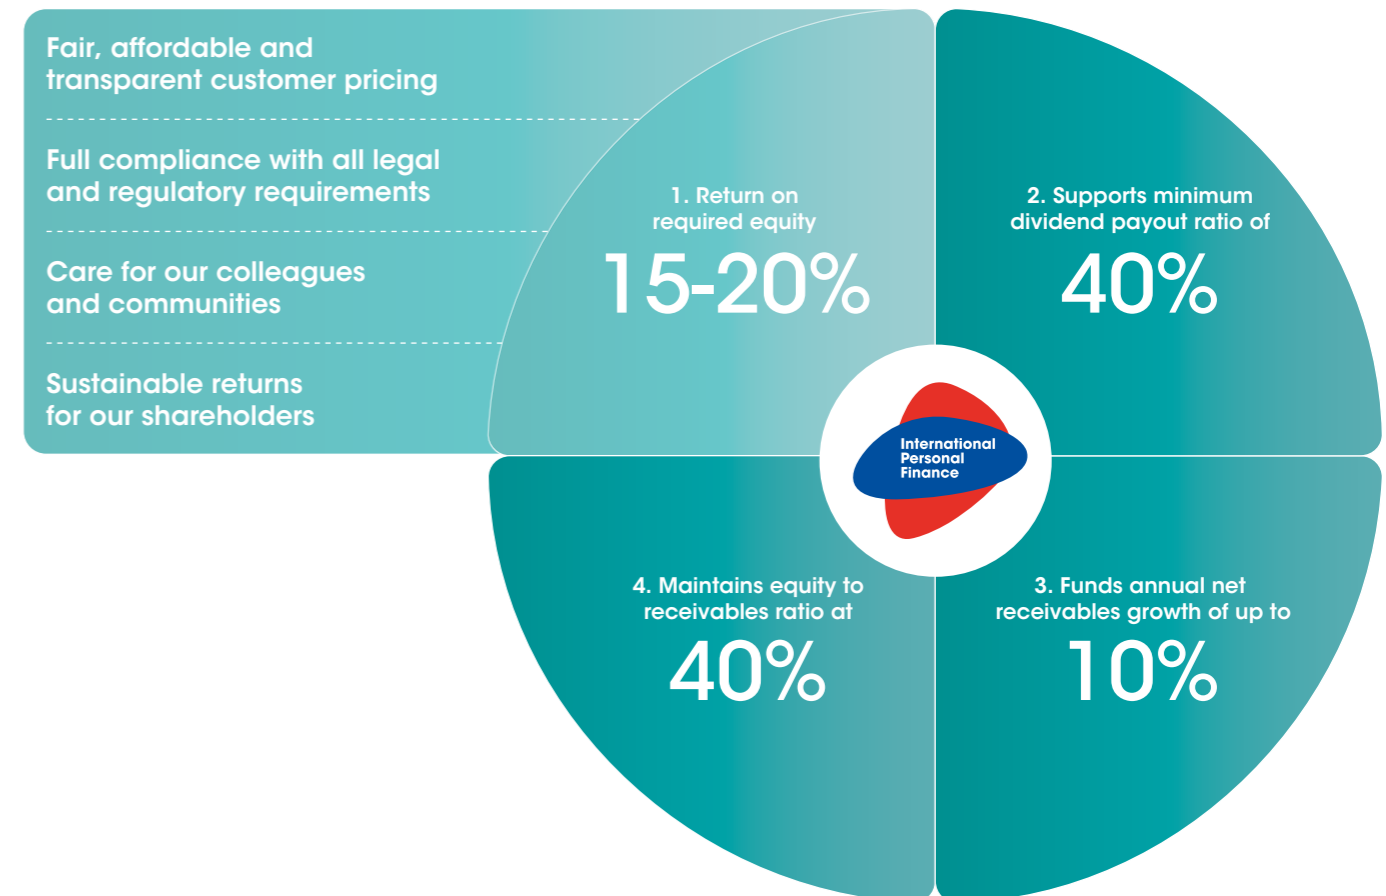 Fair, affordable and
transparent customer pricing
Full compliance with all legal
and regulatory requirements
Care for our colleagues
and communities
Sustainable returns
for our shareholders
1. Return on
required equity
15-20%
2. Supports minimum
dividend payout ratio of
40%
International
Personal
Finance
4. Maintains equity to
receivables ratio at
40%
3. Funds annual net
receivables growth of up to
10%